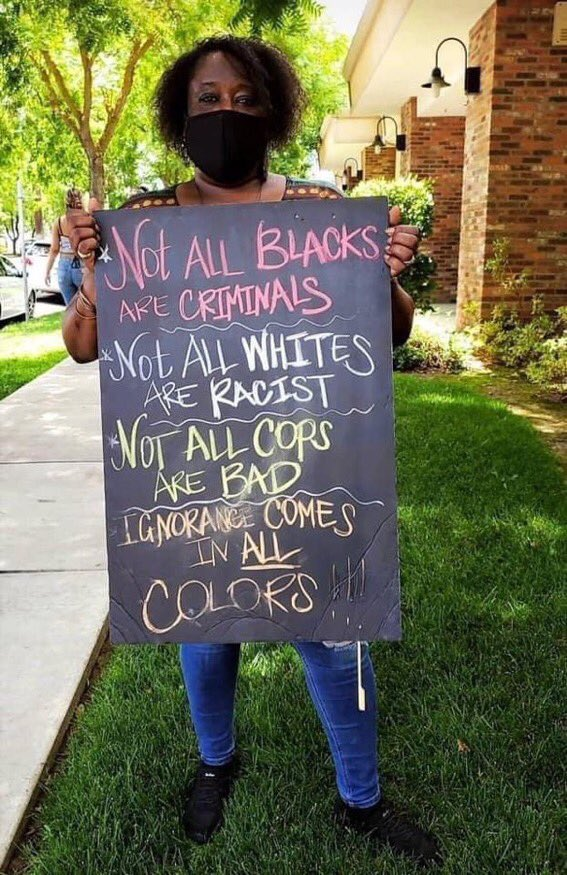 *Not ALL BLACKS
ARE CRIMINALS
*Not ALL WHITES
ARE RACIST
*NOT ALL COPS
ARE BAD
IGNORANCE COMES
IN ALL
COLORS !!!